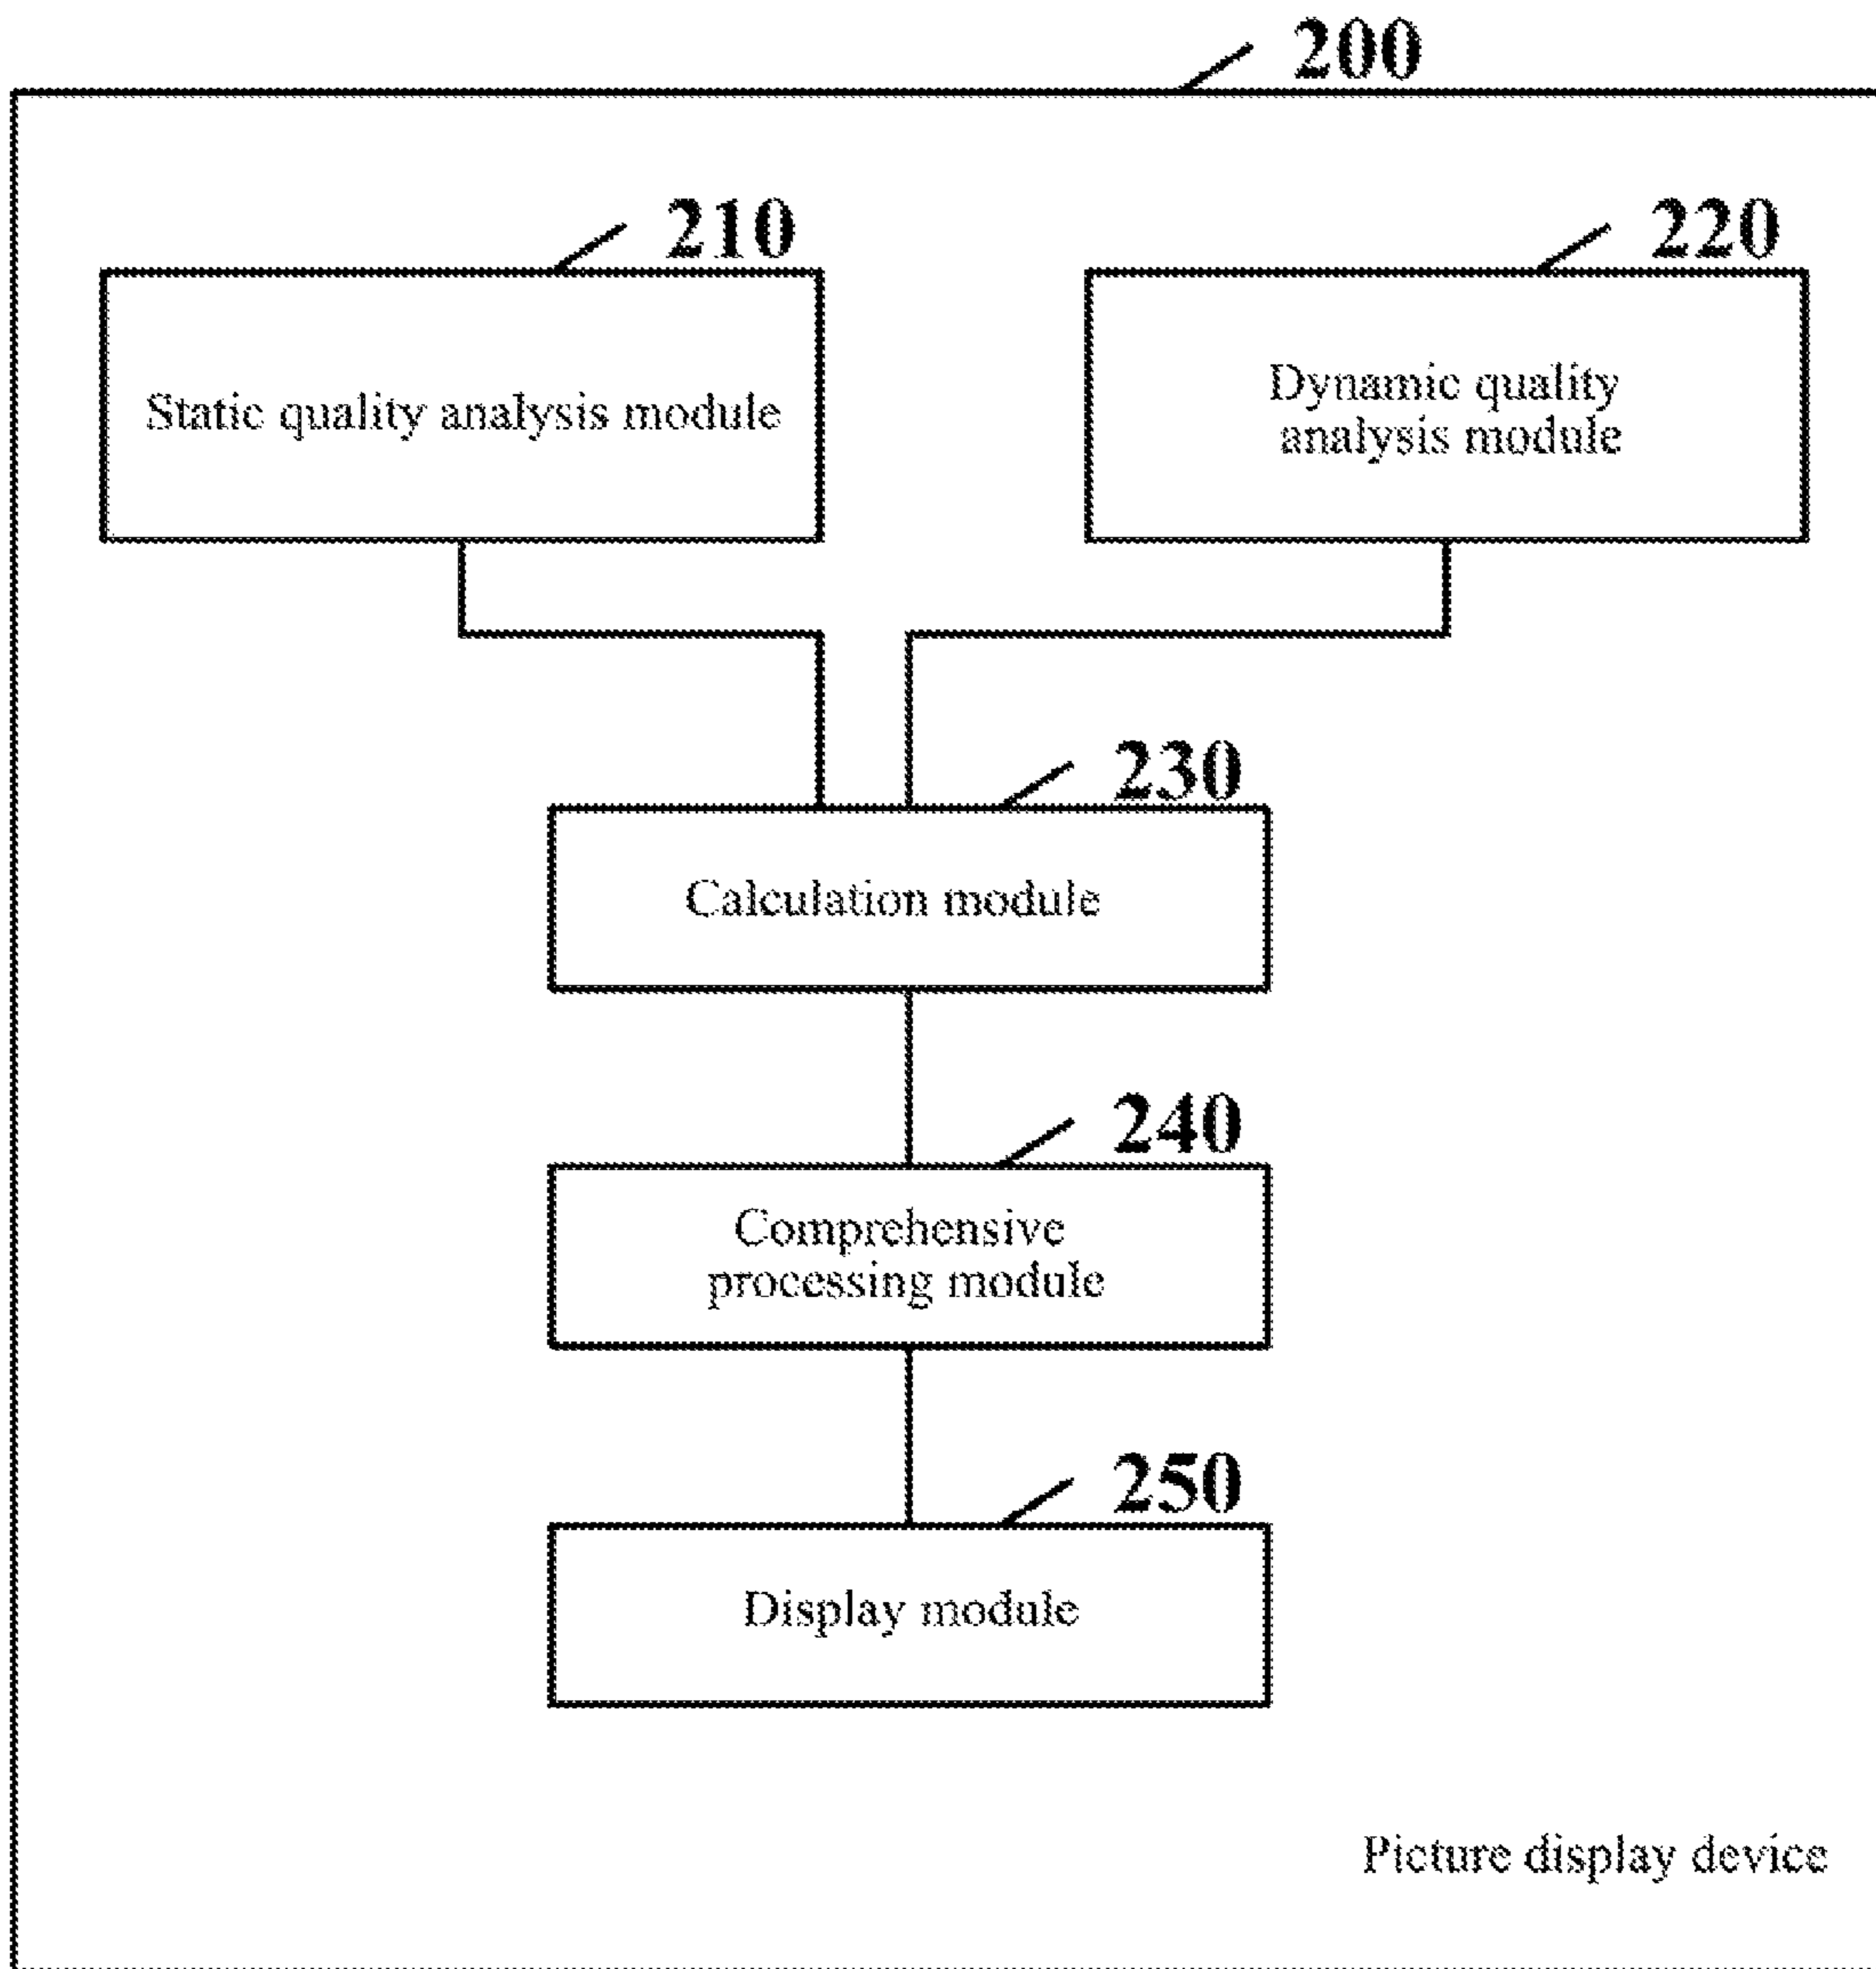 200
210
220
Static quality analysis module
Dynamic quality
analysis module
230
Calculation module
240
Comprehensive
processing module
250
Display module
Picture display device